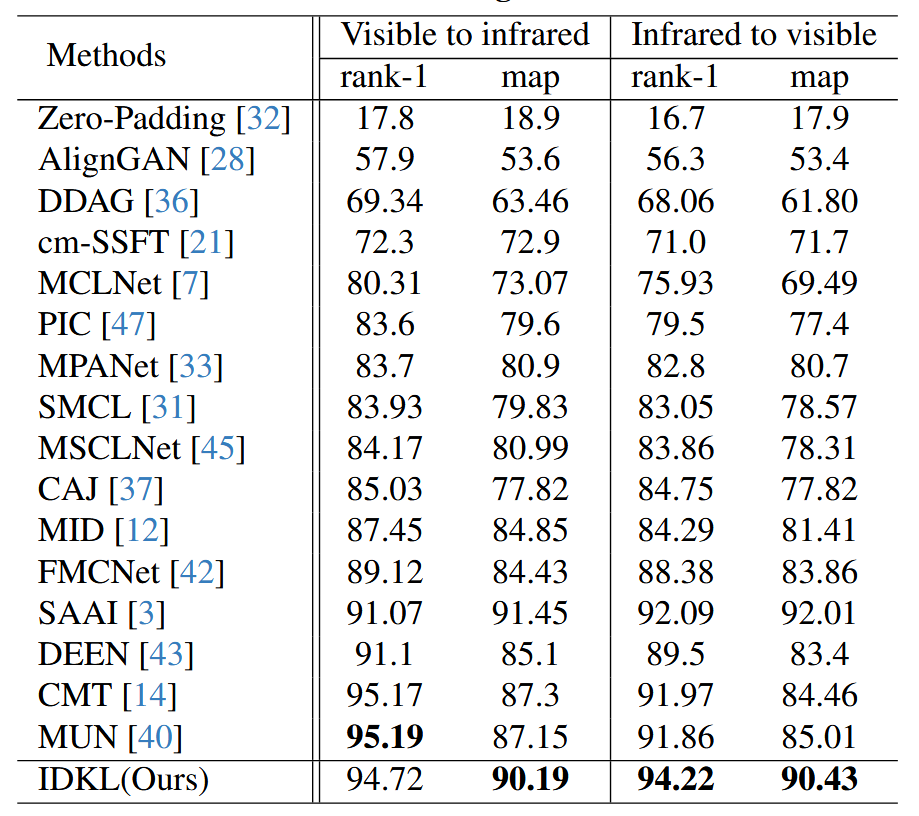 Methods Visible to infrared Infrared to visible
rank-1 map rank-1 map
Zero-Padding [32] 17.8 18.9 16.7 17.9
AlignGAN [28] 57.9 53.6 56.3 53.4
DDAG [36] 69.34 63.46 68.06 61.80
cm-SSFT [21] 72.3 72.9 71.0 71.7
MCLNet [7] 80.31 73.07 75.93 69.49
PIC [47] 83.6 79.6 79.5 77.4
MPANet [33] 83.7 80.9 82.8 80.7
SMCL [31] 83.93 79.83 83.05 78.57
MSCLNet [45] 84.17 80.99 83.86 78.31
CAJ [37] 85.03 77.82 84.75 77.82
MID [12] 87.45 84.85 84.29 81.41
FMCNet [42] 89.12 84.43 88.38 83.86
SAAI [3] 91.07 91.45 92.09 92.01
DEEN [43] 91.1 85.1 89.5 83.4
CMT [14] 95.17 87.3 91.97 84.46
MUN [40] 95.19 87.15 91.86 85.01
IDKL(Ours) 94.72 90.19 94.22 90.43